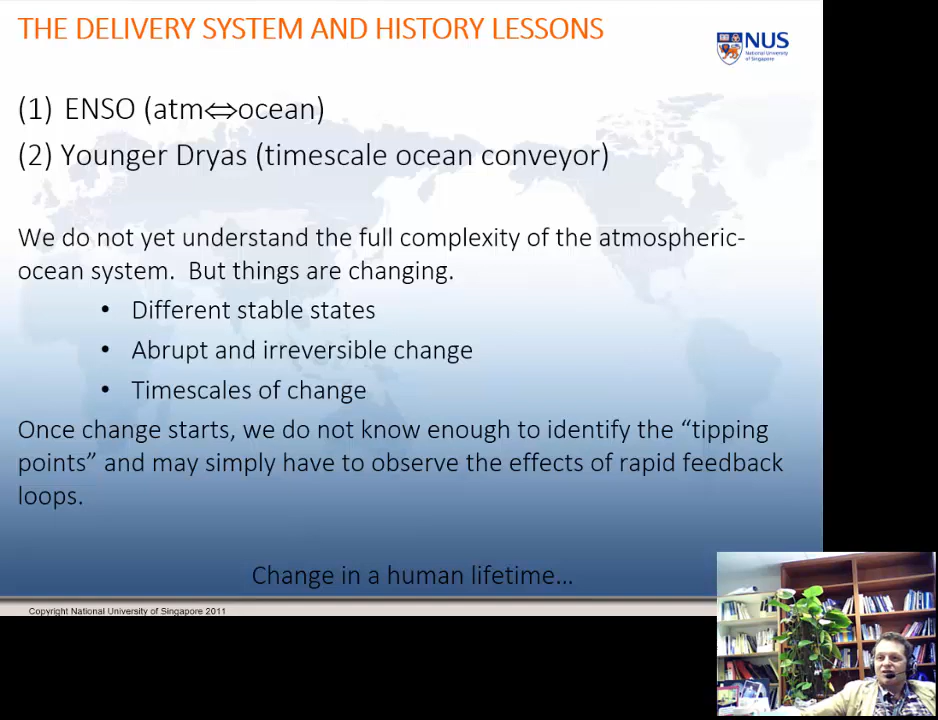 THE DELIVERY SYSTEM AND HISTORY LESSONS
NUS
National University
of Singapore
(1) ENSO (atm⇔ocean)
(2) Younger Dryas (timescale ocean conveyor)
We do not yet understand the full complexity of the atmospheric-
ocean system. But things are changing.
• Different stable states
• Abrupt and irreversible change
• Timescales of change
Once change starts, we do not know enough to identify the “tipping
points” and may simply have to observe the effects of rapid feedback
loops.
Change in a human lifetime…
Copyright National University of Singapore 2011